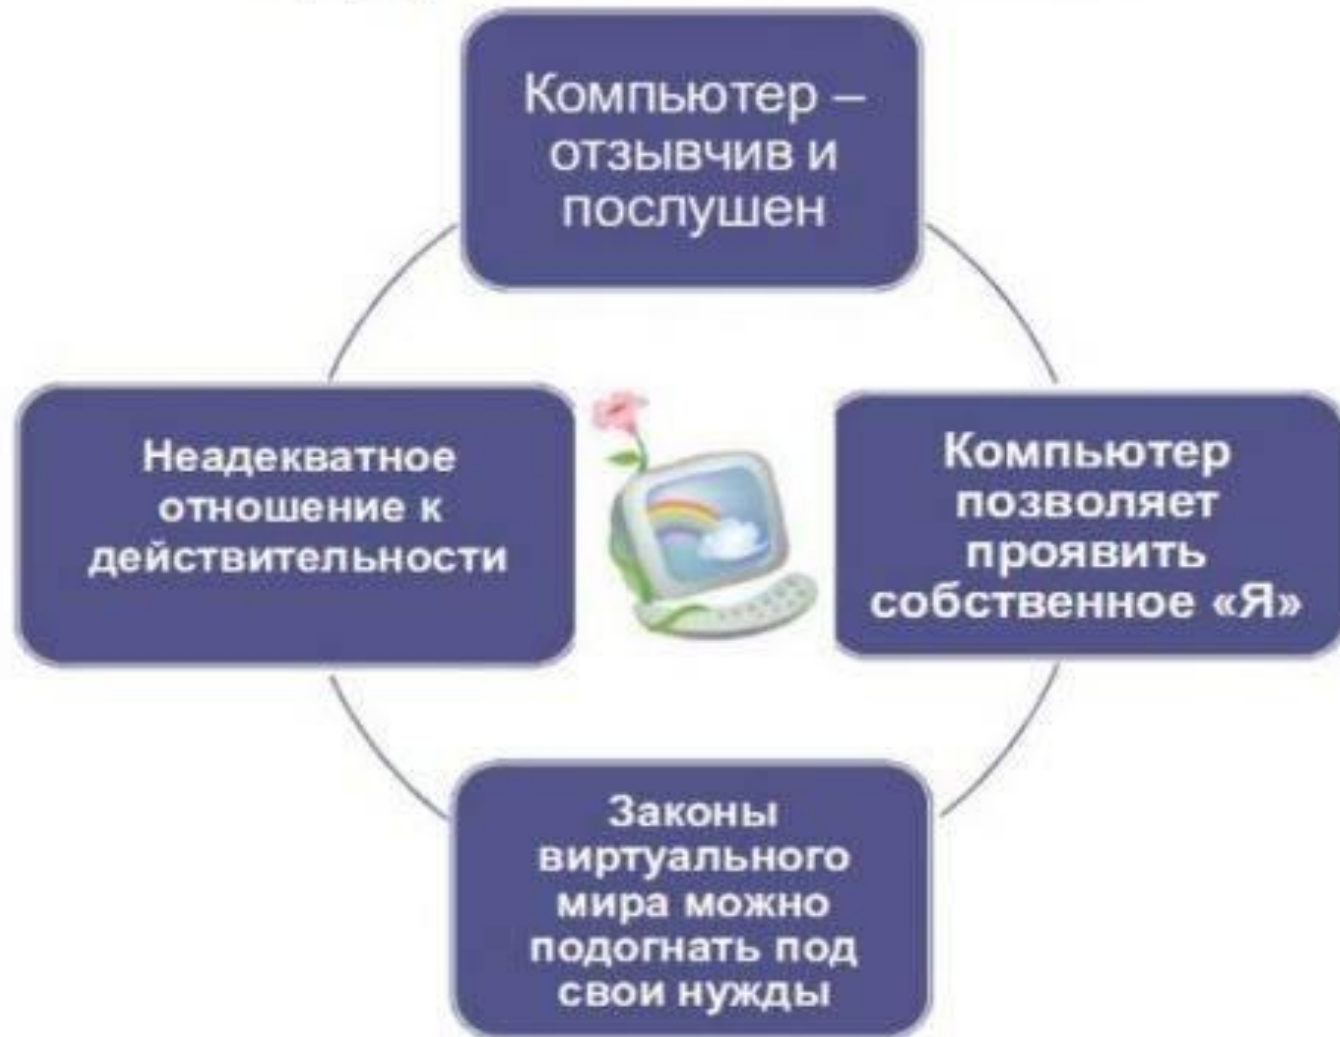 Компьютер –
отзывчив и
послушен
Неадекватное
отношение к
действительности
Компьютер
позволяет
проявить
собственное «Я»
Законы
виртуального
мира можно
подогнать под
свои нужды